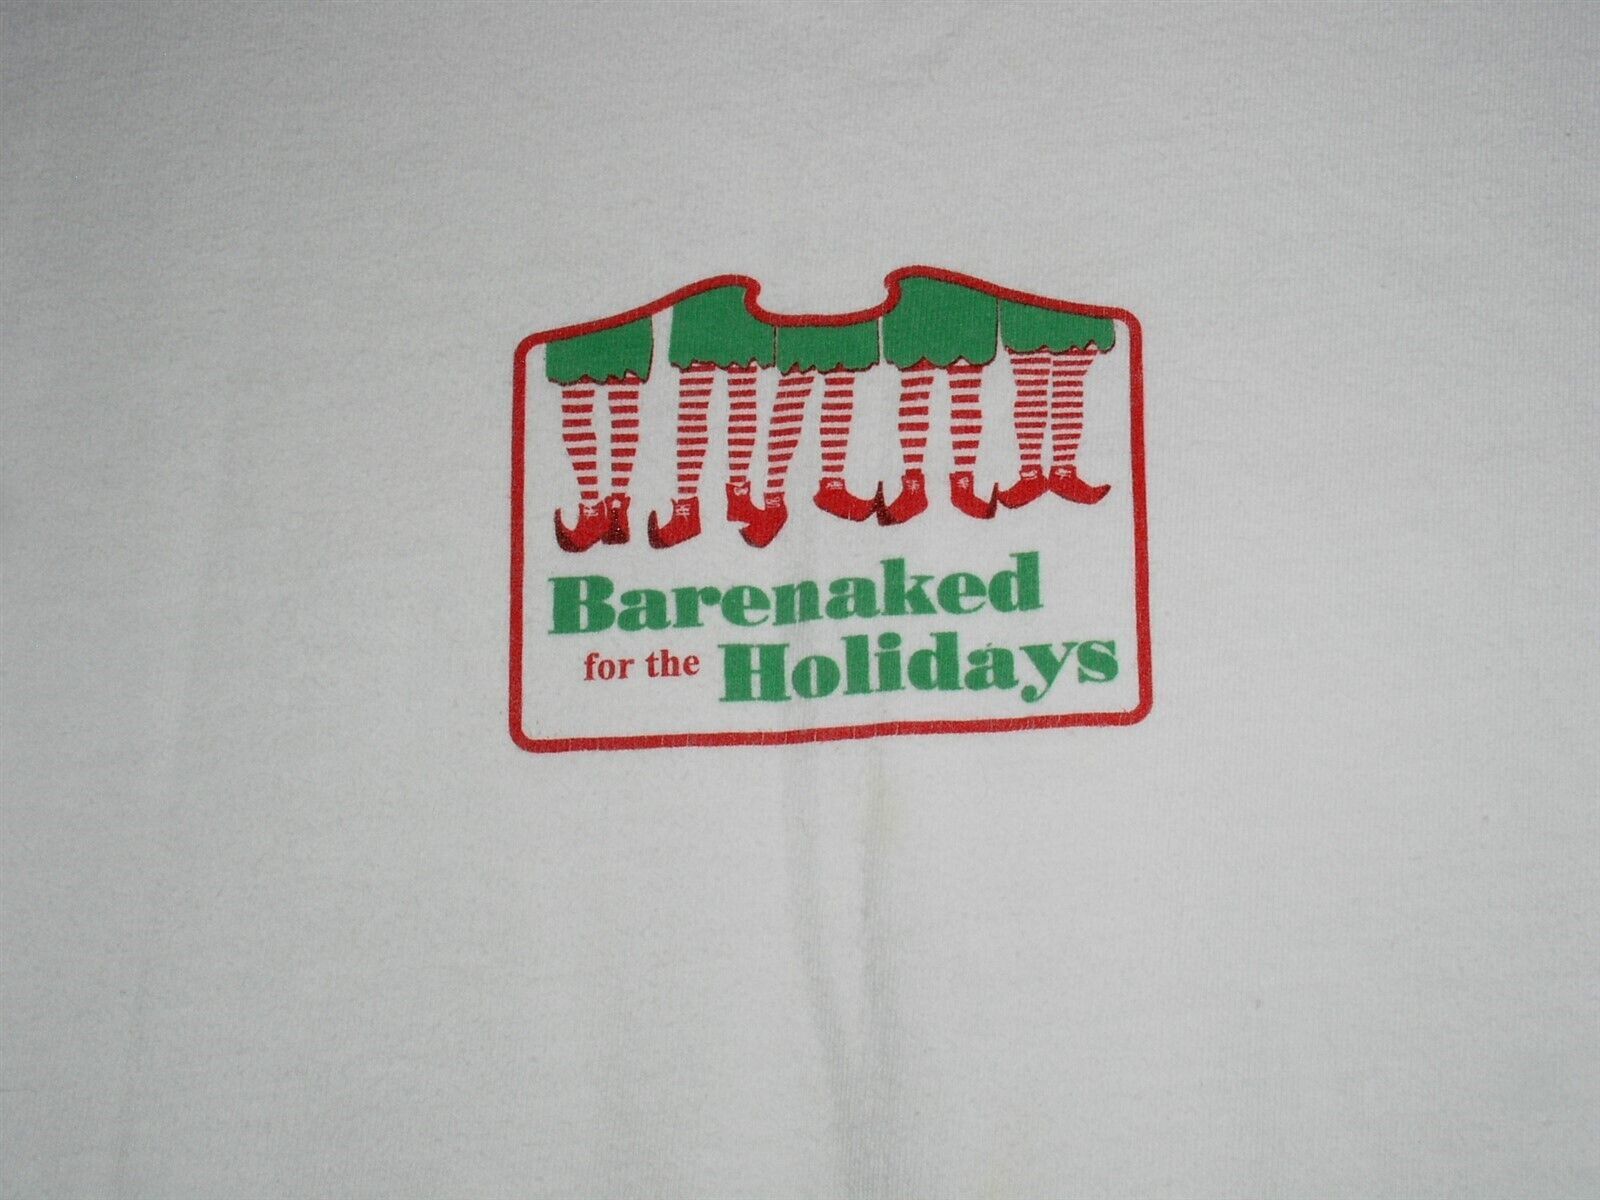 Barenaked
for the Holidays